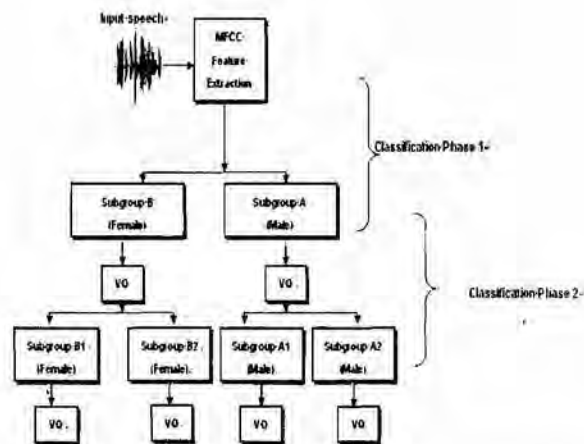 Input speech
MFCC
Feature
Extraction
Classification Phase 1
Subgroup B
(Female)
Subgroup A
(Male)
VQ
VQ
Classification Phase 2
Subgroup B1
(Female)
Subgroup B2
(Female)
Subgroup A1
(Male)
Subgroup A2
(Male)
VQ
VQ
VQ
VQ